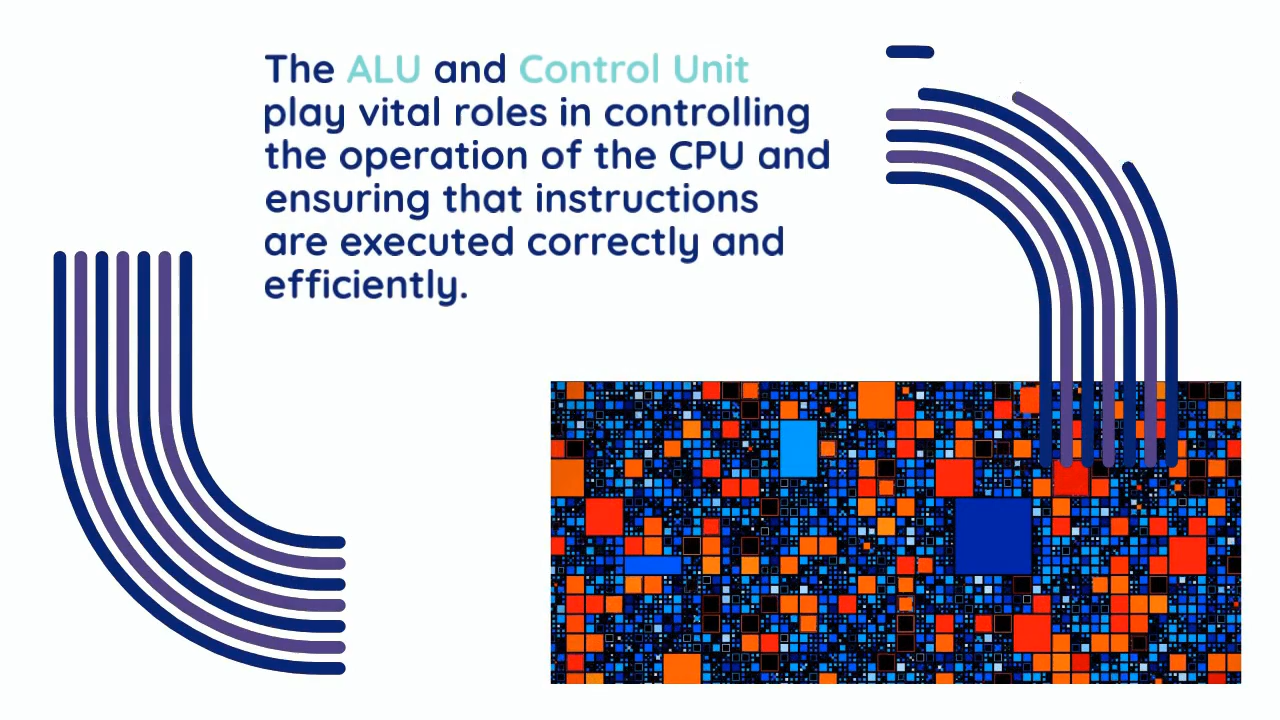 The ALU and Control Unit
play vital roles in controlling
the operation of the CPU and
ensuring that instructions
are executed correctly and
efficiently.